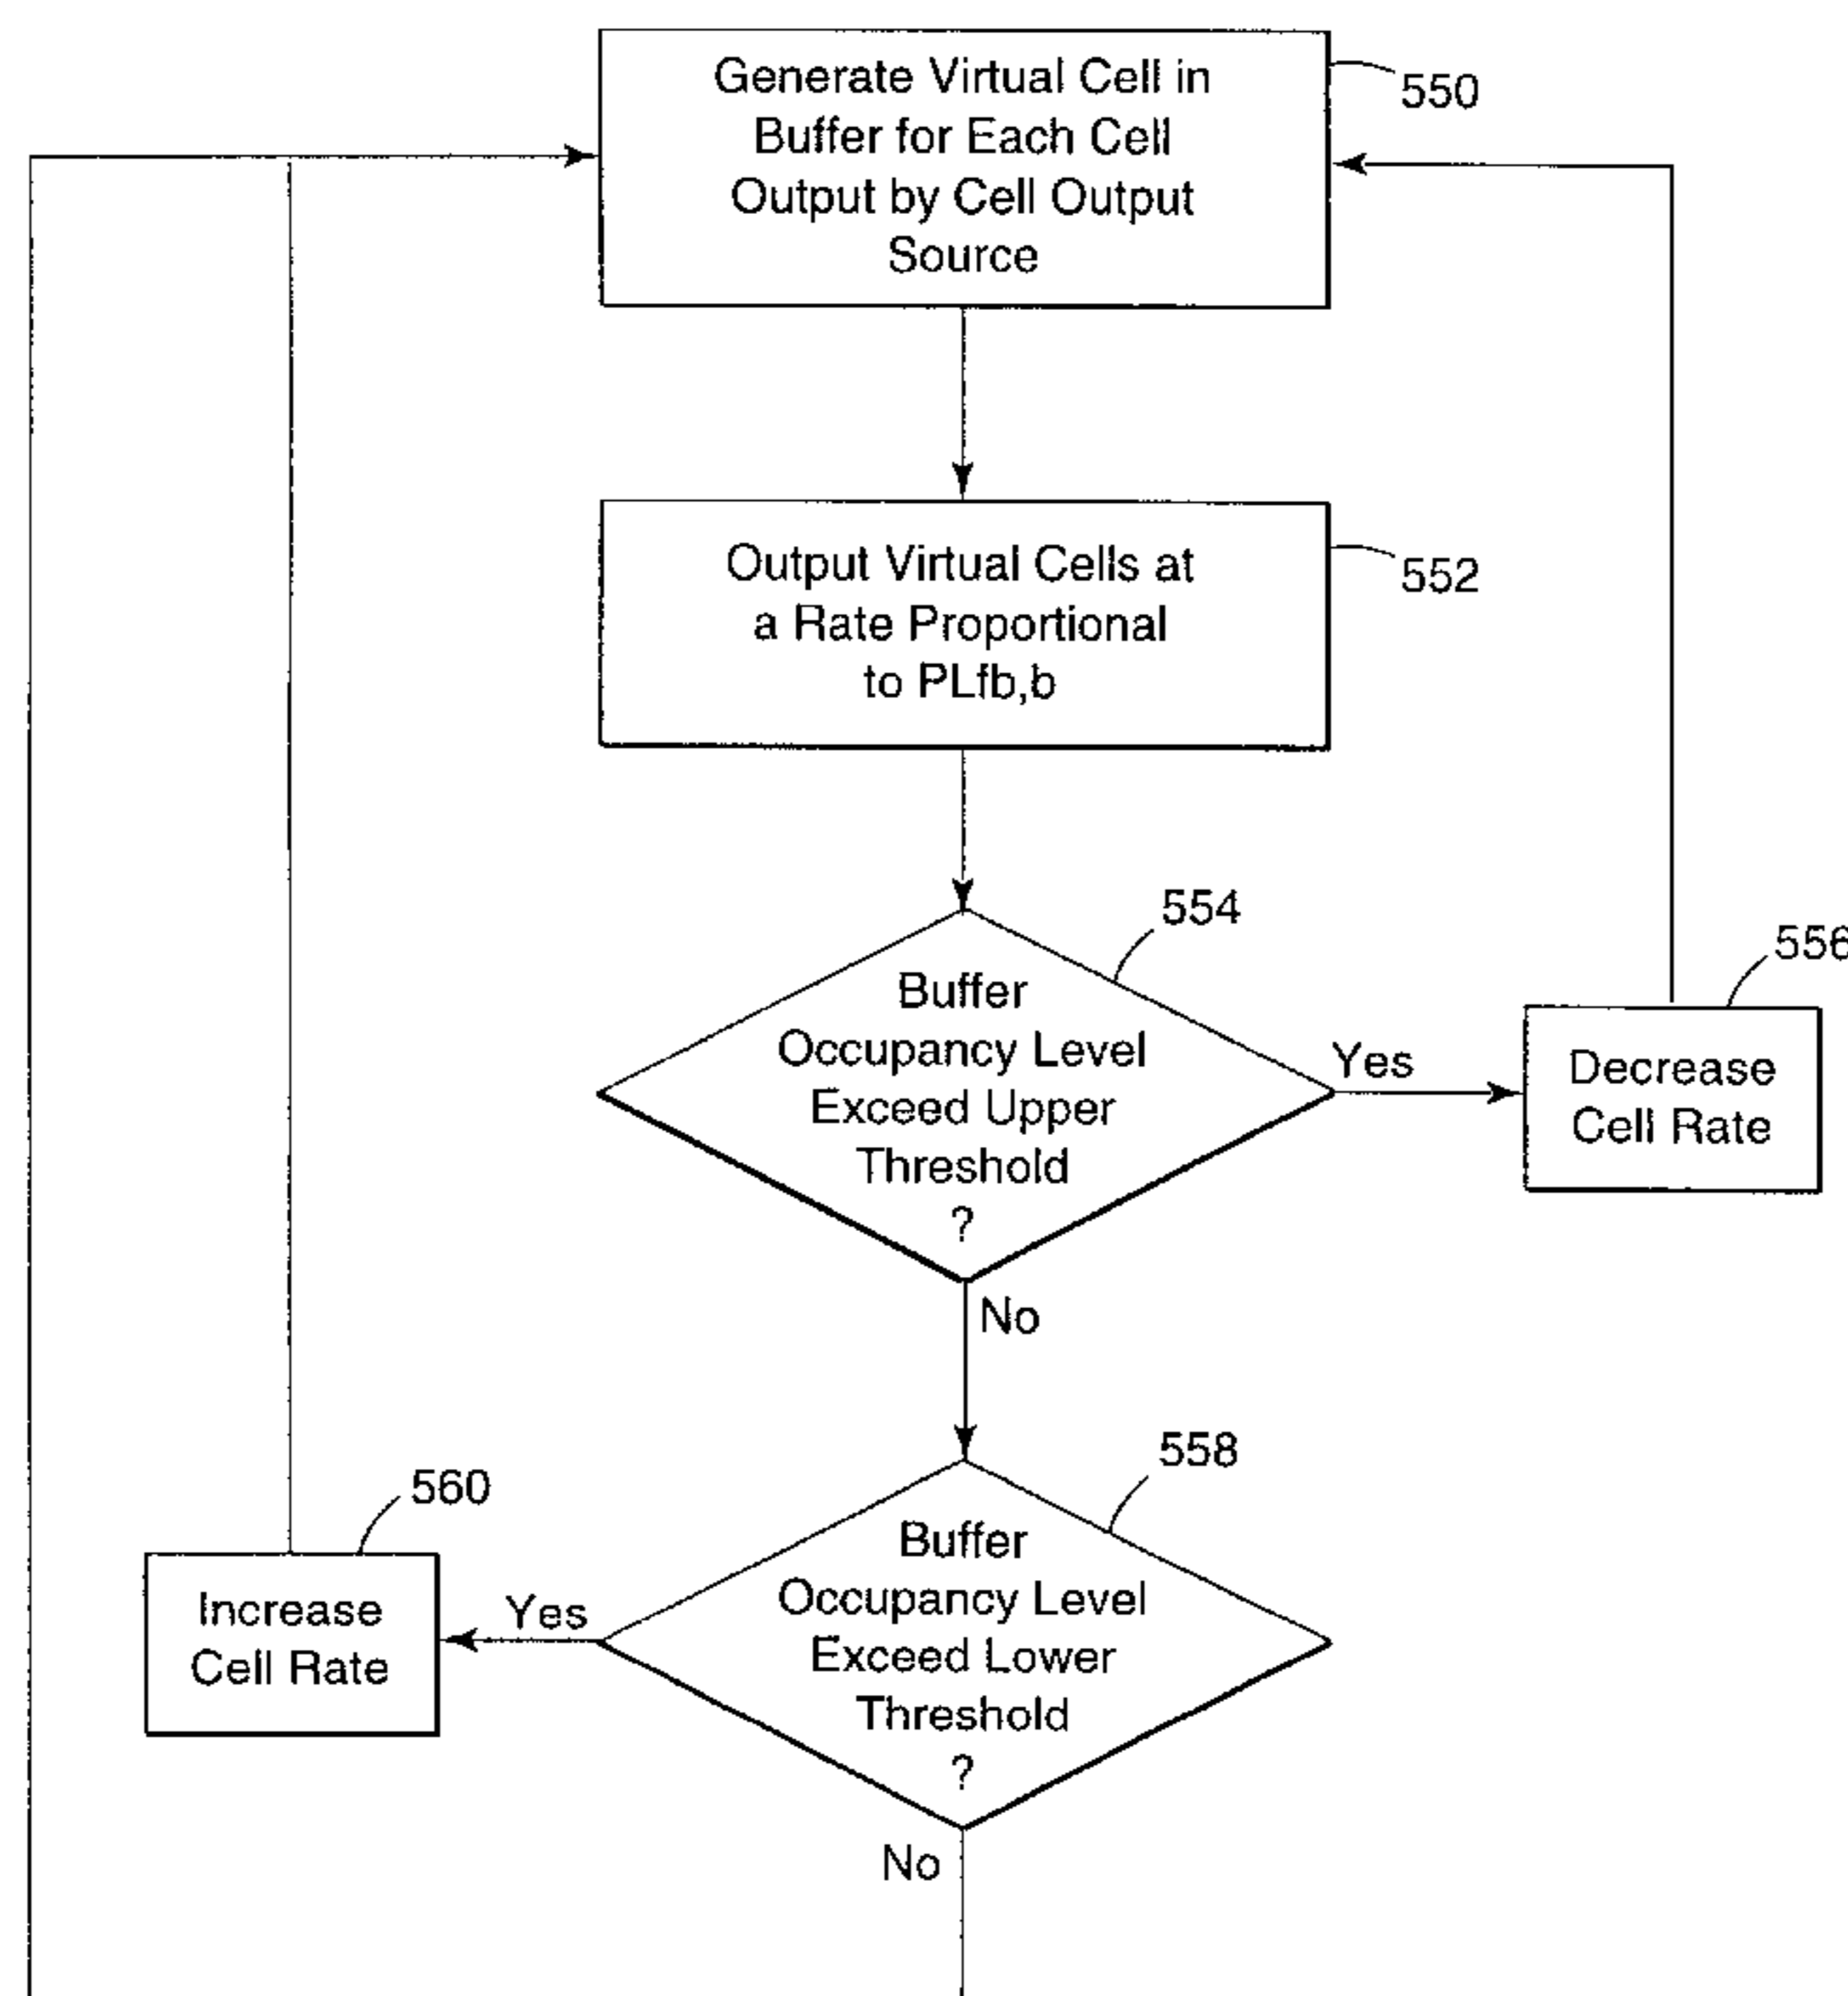 Generate Virtual Cell in
Buffer for Each Cell
Output by Cell Output
Source
550
Output Virtual Cells at
a Rate Proportional
to PLfb,b
552
554
Buffer
Occupancy Level
Exceed Upper
Threshold
?
Yes
556
Decrease
Cell Rate
No
558
Buffer
Occupancy Level
Exceed Lower
Threshold
?
Yes
560
Increase
Cell Rate
No